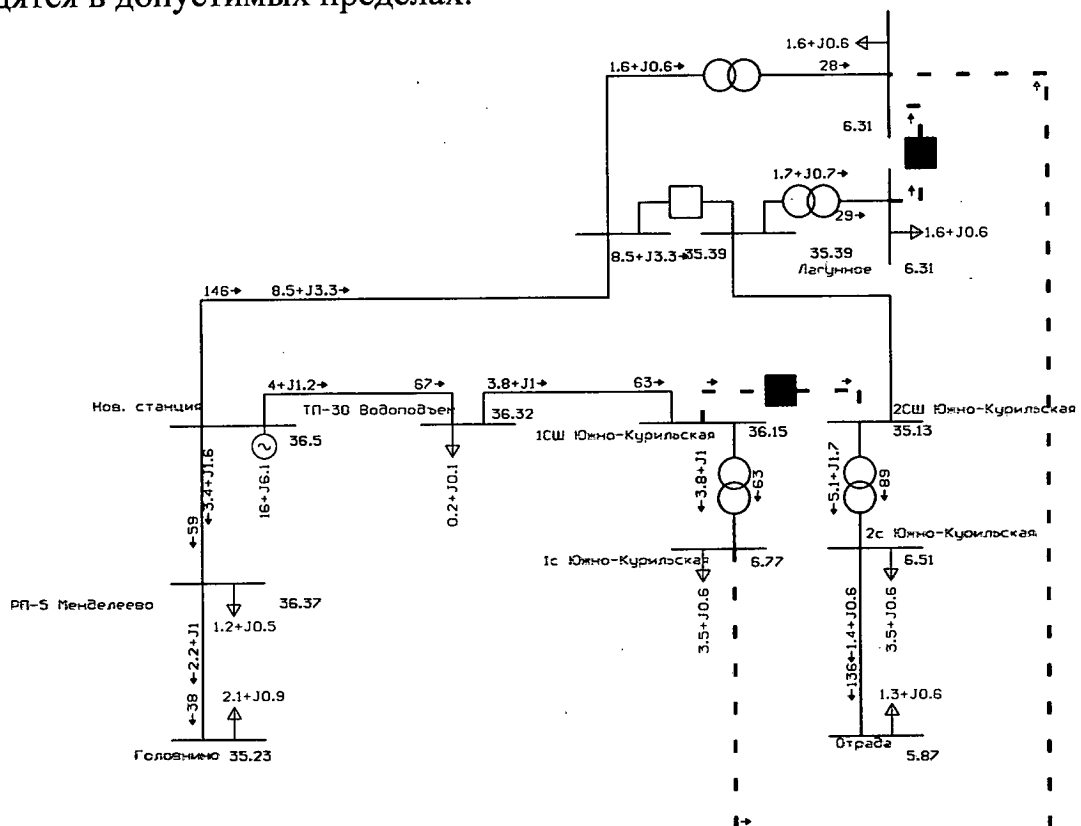 дятся в допустимых пределах.
1.6+J0.6
1.6+J0.6→
28→
6.31
1.7+J0.7→
29→
1.6+J0.6
8.5+J3.3→
35.39
35.39
Лагунное
6.31
146→ 8.5+J3.3→
4+J1.2→
67→
3.8+J1→
63→
Нов. станция
ТП-30 Водоподъем
36.32
2СШ Южно-Курильская
36.5
1СШ Южно-Курильская
36.15
35.13
←3.4+J1.6
←59
16+J6.1
0.2+J0.1
←3.8+J1
←63
←5.1+J1.7
←89
1с Южно-Курильская
6.77
2с Южно-Курильская
6.51
РП-5 Менделеево
36.37
1.2+J0.5
3.5+J0.6
←1.4+J0.6
←136
3.5+J0.6
←2.2+J1
←38
2.1+J0.9
1.3+J0.6
Головнино 35.23
Отрада
5.87